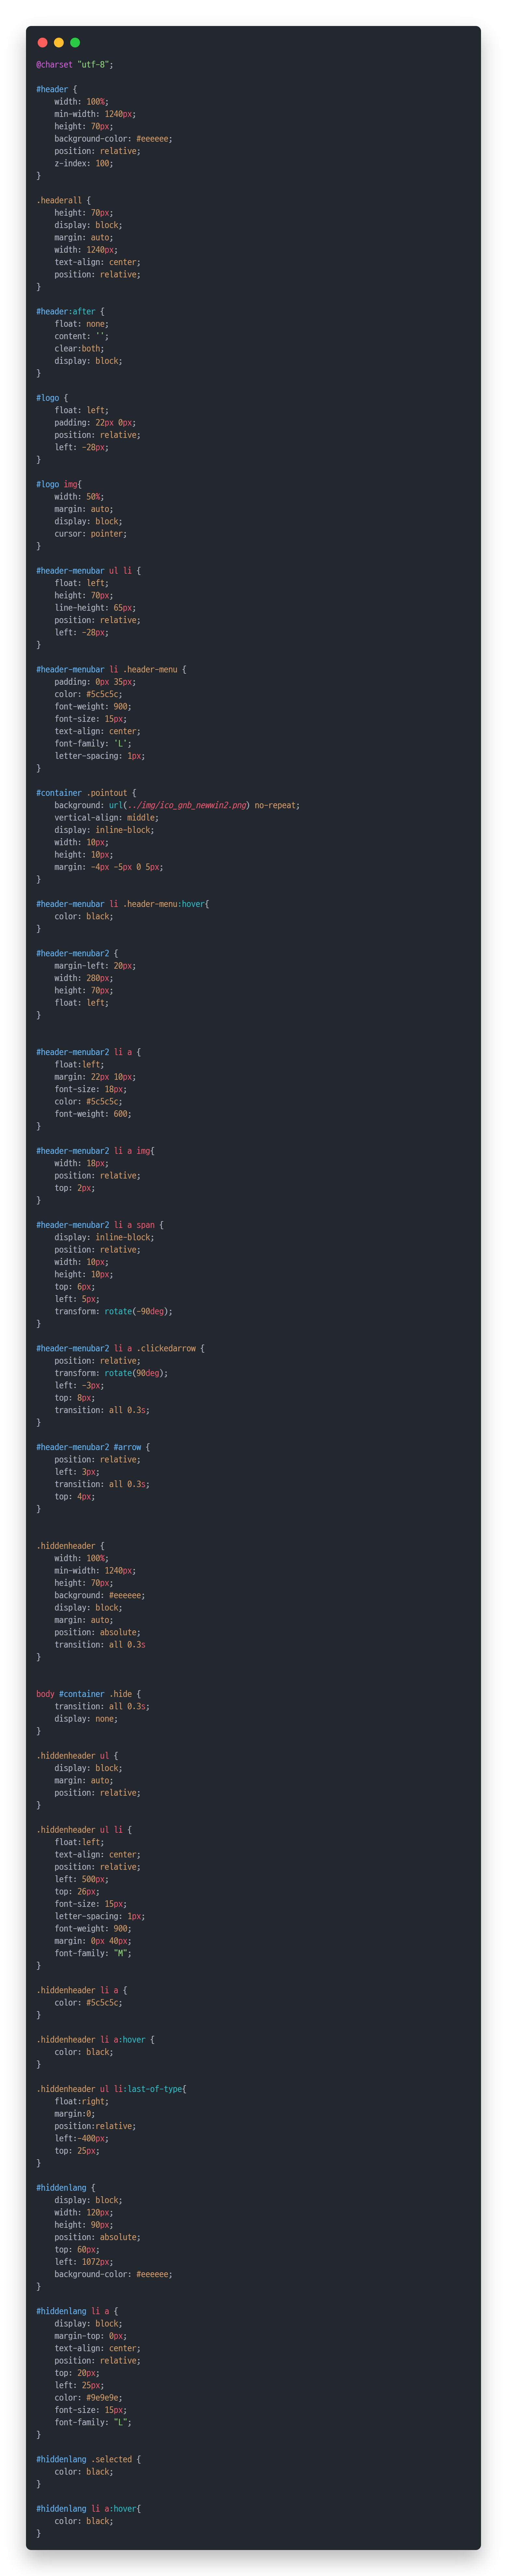 @charset "utf-8";

#header {
    width: 100%;
    min-width: 1240px;
    height: 70px;
    background-color: #eeeeee;
    position: relative;
    z-index: 100;
}

.headerall {
    height: 70px;
    display: block;
    margin: auto;
    width: 1240px;
    text-align: center;
    position: relative;
}

#header:after {
    float: none;
    content: '';
    clear:both;
    display: block;
}

#logo {
    float: left;
    padding: 22px 0px;
    position: relative;
    left: -28px;
}

#logo img{
    width: 50%;
    margin: auto;
    display: block;
    cursor: pointer;
}

#header-menubar ul li {
    float: left;
    height: 70px;
    line-height: 65px;
    position: relative;
    left: -28px;
}

#header-menubar li .header-menu {
    padding: 0px 35px;
    color: #5c5c5c;
    font-weight: 900;
    font-size: 15px;
    text-align: center;
    font-family: 'L';
    letter-spacing: 1px;
}

#container .pointout {
    background: url(../img/ico_gnb_newwin2.png) no-repeat;
    vertical-align: middle;
    display: inline-block;
    width: 10px;
    height: 10px;
    margin: -4px -5px 0 5px;
}

#header-menubar li .header-menu:hover{
    color: black;
}

#header-menubar2 {
    margin-left: 20px;
    width: 280px;
    height: 70px;
    float: left;
}


#header-menubar2 li a {
    float:left;
    margin: 22px 10px;
    font-size: 18px;
    color: #5c5c5c;
    font-weight: 600;
}

#header-menubar2 li a img{
    width: 18px;
    position: relative;
    top: 2px;
}

#header-menubar2 li a span {
    display: inline-block;
    position: relative;
    width: 10px;
    height: 10px;
    top: 6px;
    left: 5px;
    transform: rotate(-90deg);
}

#header-menubar2 li a .clickedarrow {
    position: relative;
    transform: rotate(90deg);
    left: -3px;
    top: 8px;
    transition: all 0.3s;
}

#header-menubar2 #arrow {
    position: relative;
    left: 3px;
    transition: all 0.3s;
    top: 4px;
}


.hiddenheader {
    width: 100%;
    min-width: 1240px;
    height: 70px;
    background: #eeeeee;
    display: block;
    margin: auto;
    position: absolute;
    transition: all 0.3s
}


body #container .hide {
    transition: all 0.3s;
    display: none;
}

.hiddenheader ul {
    display: block;
    margin: auto;
    position: relative;
}

.hiddenheader ul li {
    float:left;
    text-align: center;
    position: relative;
    left: 500px;
    top: 26px;
    font-size: 15px;
    letter-spacing: 1px;
    font-weight: 900;
    margin: 0px 40px;
    font-family: "M";
}

.hiddenheader li a {
    color: #5c5c5c;
}

.hiddenheader li a:hover {
    color: black;
}

.hiddenheader ul li:last-of-type{
    float:right;
    margin:0;
    position:relative;
    left:-400px;
    top: 25px;
}

#hiddenlang {
    display: block;
    width: 120px;
    height: 90px;
    position: absolute;
    top: 60px;
    left: 1072px;
    background-color: #eeeeee;
}

#hiddenlang li a {
    display: block;
    margin-top: 0px;
    text-align: center;
    position: relative;
    top: 20px;
    left: 25px;
    color: #9e9e9e;
    font-size: 15px;
    font-family: "L";
}

#hiddenlang .selected {
    color: black;
}

#hiddenlang li a:hover{
    color: black;
}